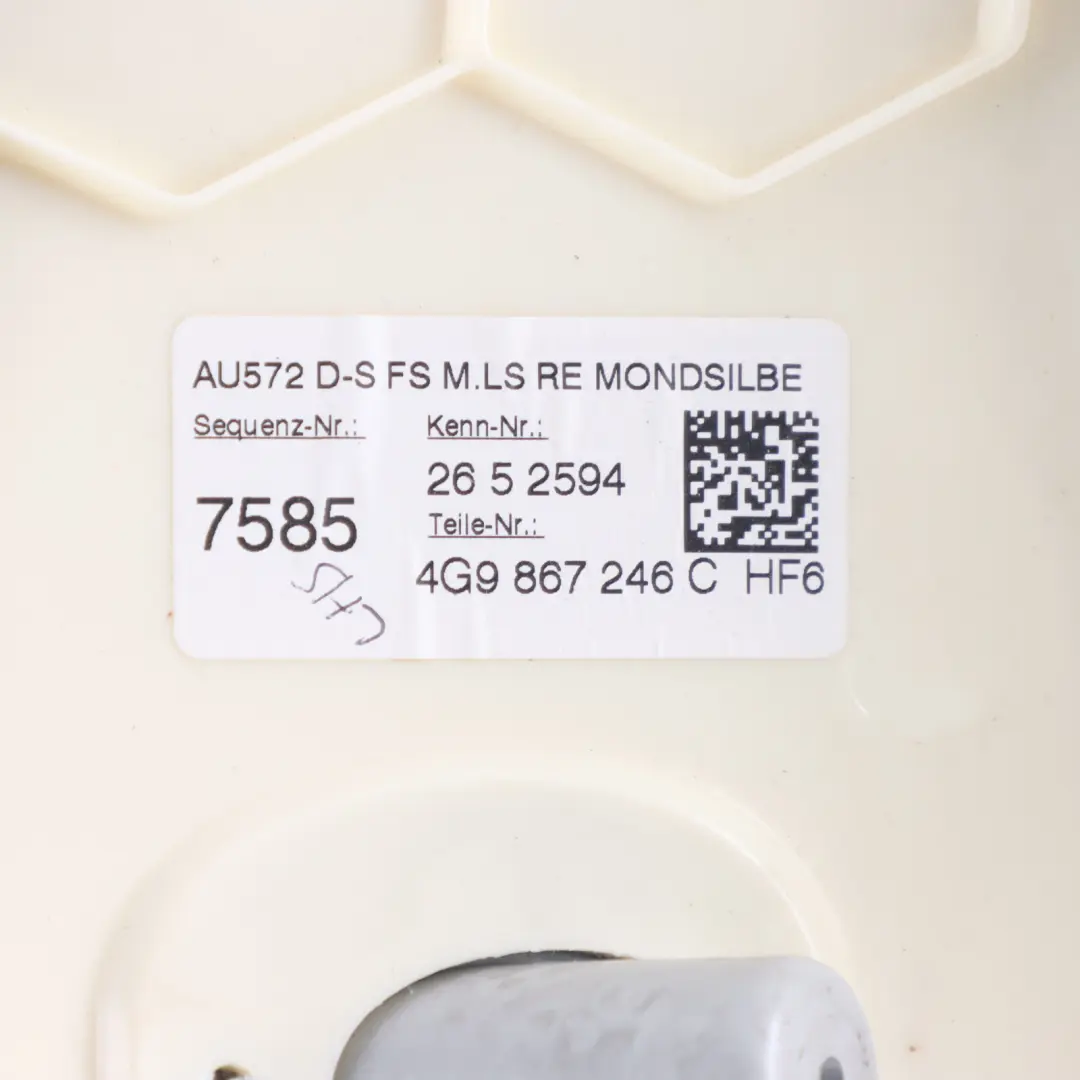 AU572 D-S FS M.LS RE MONDSILBE
Sequenz-Nr.: Kenn-Nr.:
26 5 2594
7585 Teile-Nr.:
4G9 867 246 C HF6